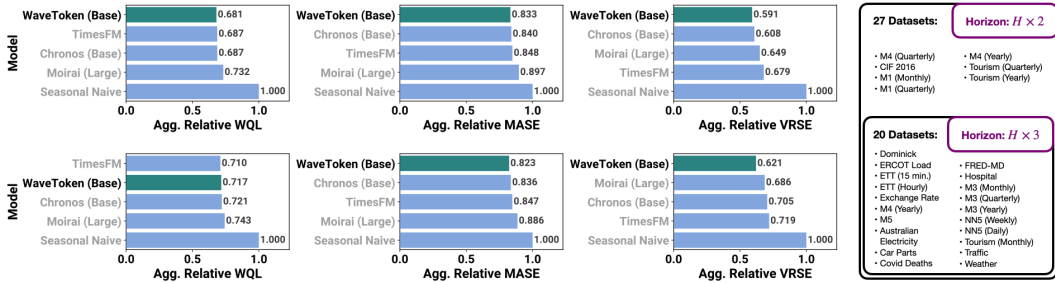 Model
WaveToken (Base) 0.681
TimesFM 0.687
Chronos (Base) 0.687
Moirai (Large) 0.732
Seasonal Naive 1.000
0.0 0.5 1.0
Agg. Relative WQL
WaveToken (Base) 0.833
Chronos (Base) 0.840
TimesFM 0.848
Moirai (Large) 0.897
Seasonal Naive 1.000
0.0 0.5 1.0
Agg. Relative MASE
WaveToken (Base) 0.591
Chronos (Base) 0.608
Moirai (Large) 0.649
TimesFM 0.679
Seasonal Naive 1.000
0.0 0.5 1.0
Agg. Relative VRSE
27 Datasets:
Horizon: H × 2
• M4 (Quarterly)
• CIF 2016
• M1 (Monthly)
• M1 (Quarterly)
• M4 (Yearly)
• Tourism (Quarterly)
• Tourism (Yearly)
Model
TimesFM 0.710
WaveToken (Base) 0.717
Chronos (Base) 0.721
Moirai (Large) 0.743
Seasonal Naive 1.000
0.0 0.5 1.0
Agg. Relative WQL
WaveToken (Base) 0.823
Chronos (Base) 0.836
TimesFM 0.847
Moirai (Large) 0.886
Seasonal Naive 1.000
0.0 0.5 1.0
Agg. Relative MASE
WaveToken (Base) 0.621
Moirai (Large) 0.686
Chronos (Base) 0.705
TimesFM 0.719
Seasonal Naive 1.000
0.0 0.5 1.0
Agg. Relative VRSE
20 Datasets:
Horizon: H × 3
• Dominick
• ERCOT Load
• ETT (15 min.)
• ETT (Hourly)
• Exchange Rate
• M4 (Yearly)
• M5
• Australian
Electricity
• Car Parts
• Covid Deaths
• FRED-MD
• Hospital
• M3 (Monthly)
• M3 (Quarterly)
• M3 (Yearly)
• NN5 (Weekly)
• NN5 (Daily)
• Tourism (Monthly)
• Traffic
• Weather